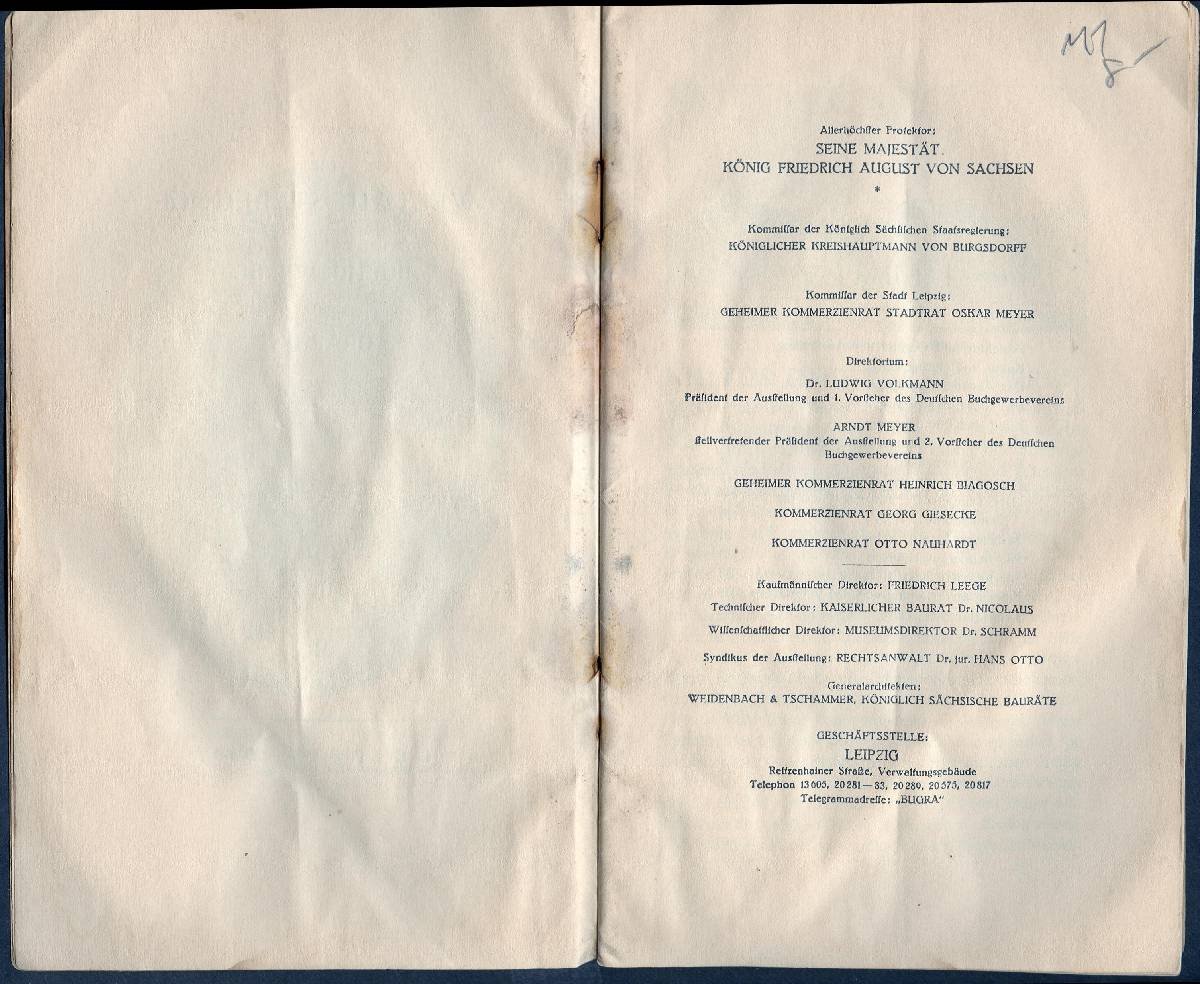 Allerhöchſter Protektor:
SEINE MAJESTÄT
KÖNIG FRIEDRICH AUGUST VON SACHSEN
*
Kommiſſar der Königlich Sächſiſchen Staatsregierung:
KÖNIGLICHER KREISHAUPTMANN VON BURGSDORFF
Kommiſſar der Stadt Leipzig:
GEHEIMER KOMMERZIENRAT STADTRAT OSKAR MEYER
Direktorium:
Dr. LUDWIG VOLKMANN
Präſident der Ausſtellung und 1. Vorſteher des Deutſchen Buchgewerbevereins
ARNDT MEYER
ſtellvertretender Präſident der Ausſtellung und 2. Vorſteher des Deutſchen
Buchgewerbevereins
GEHEIMER KOMMERZIENRAT HEINRICH BIAGOSCH
KOMMERZIENRAT GEORG GIESECKE
KOMMERZIENRAT OTTO NAUHARDT
Kaufmänniſcher Direktor: FRIEDRICH LEEGE
Techniſcher Direktor: KAISERLICHER BAURAT Dr. NICOLAUS
Wiſſenſchaftlicher Direktor: MUSEUMSDIREKTOR Dr. SCHRAMM
Syndikus der Ausſtellung: RECHTSANWALT Dr. jur. HANS OTTO
Generalarchitekten:
WEIDENBACH & TSCHAMMER, KÖNIGLICH SÄCHSISCHE BAURÄTE
GESCHÄFTSSTELLE:
LEIPZIG
Reitzenhainer Straße, Verwaltungsgebäude
Telephon 13605, 20281—83, 20280, 20575, 20817
Telegrammadreſſe: „BUGRA“